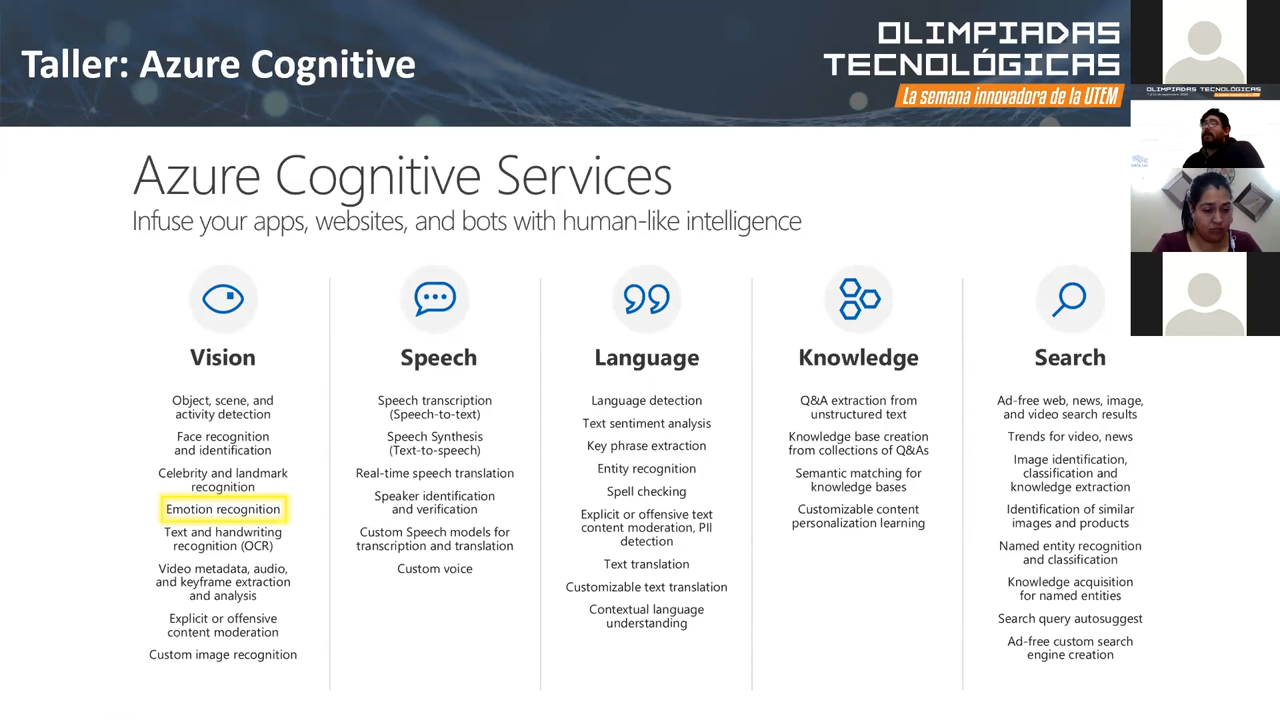 Taller: Azure Cognitive
OLIMPIADAS
TECNOLÓGICAS
La semana innovadora de la UTEM
OLIMPIADAS TECNOLÓGICAS
Azure Cognitive Services
Infuse your apps, websites, and bots with human-like intelligence
Vision
Object, scene, and
activity detection
Face recognition
and identification
Celebrity and landmark
recognition
Emotion recognition
Text and handwriting
recognition (OCR)
Video metadata, audio,
and keyframe extraction
and analysis
Explicit or offensive
content moderation
Custom image recognition
Speech
Speech transcription
(Speech-to-text)
Speech Synthesis
(Text-to-speech)
Real-time speech translation
Speaker identification
and verification
Custom Speech models for
transcription and translation
Custom voice
Language
Language detection
Text sentiment analysis
Key phrase extraction
Entity recognition
Spell checking
Explicit or offensive text
content moderation, PII
detection
Text translation
Customizable text translation
Contextual language
understanding
Knowledge
Q&A extraction from
unstructured text
Knowledge base creation
from collections of Q&As
Semantic matching for
knowledge bases
Customizable content
personalization learning
Search
Ad-free web, news, image,
and video search results
Trends for video, news
Image identification,
classification and
knowledge extraction
Identification of similar
images and products
Named entity recognition
and classification
Knowledge acquisition
for named entities
Search query autosuggest
Ad-free custom search
engine creation